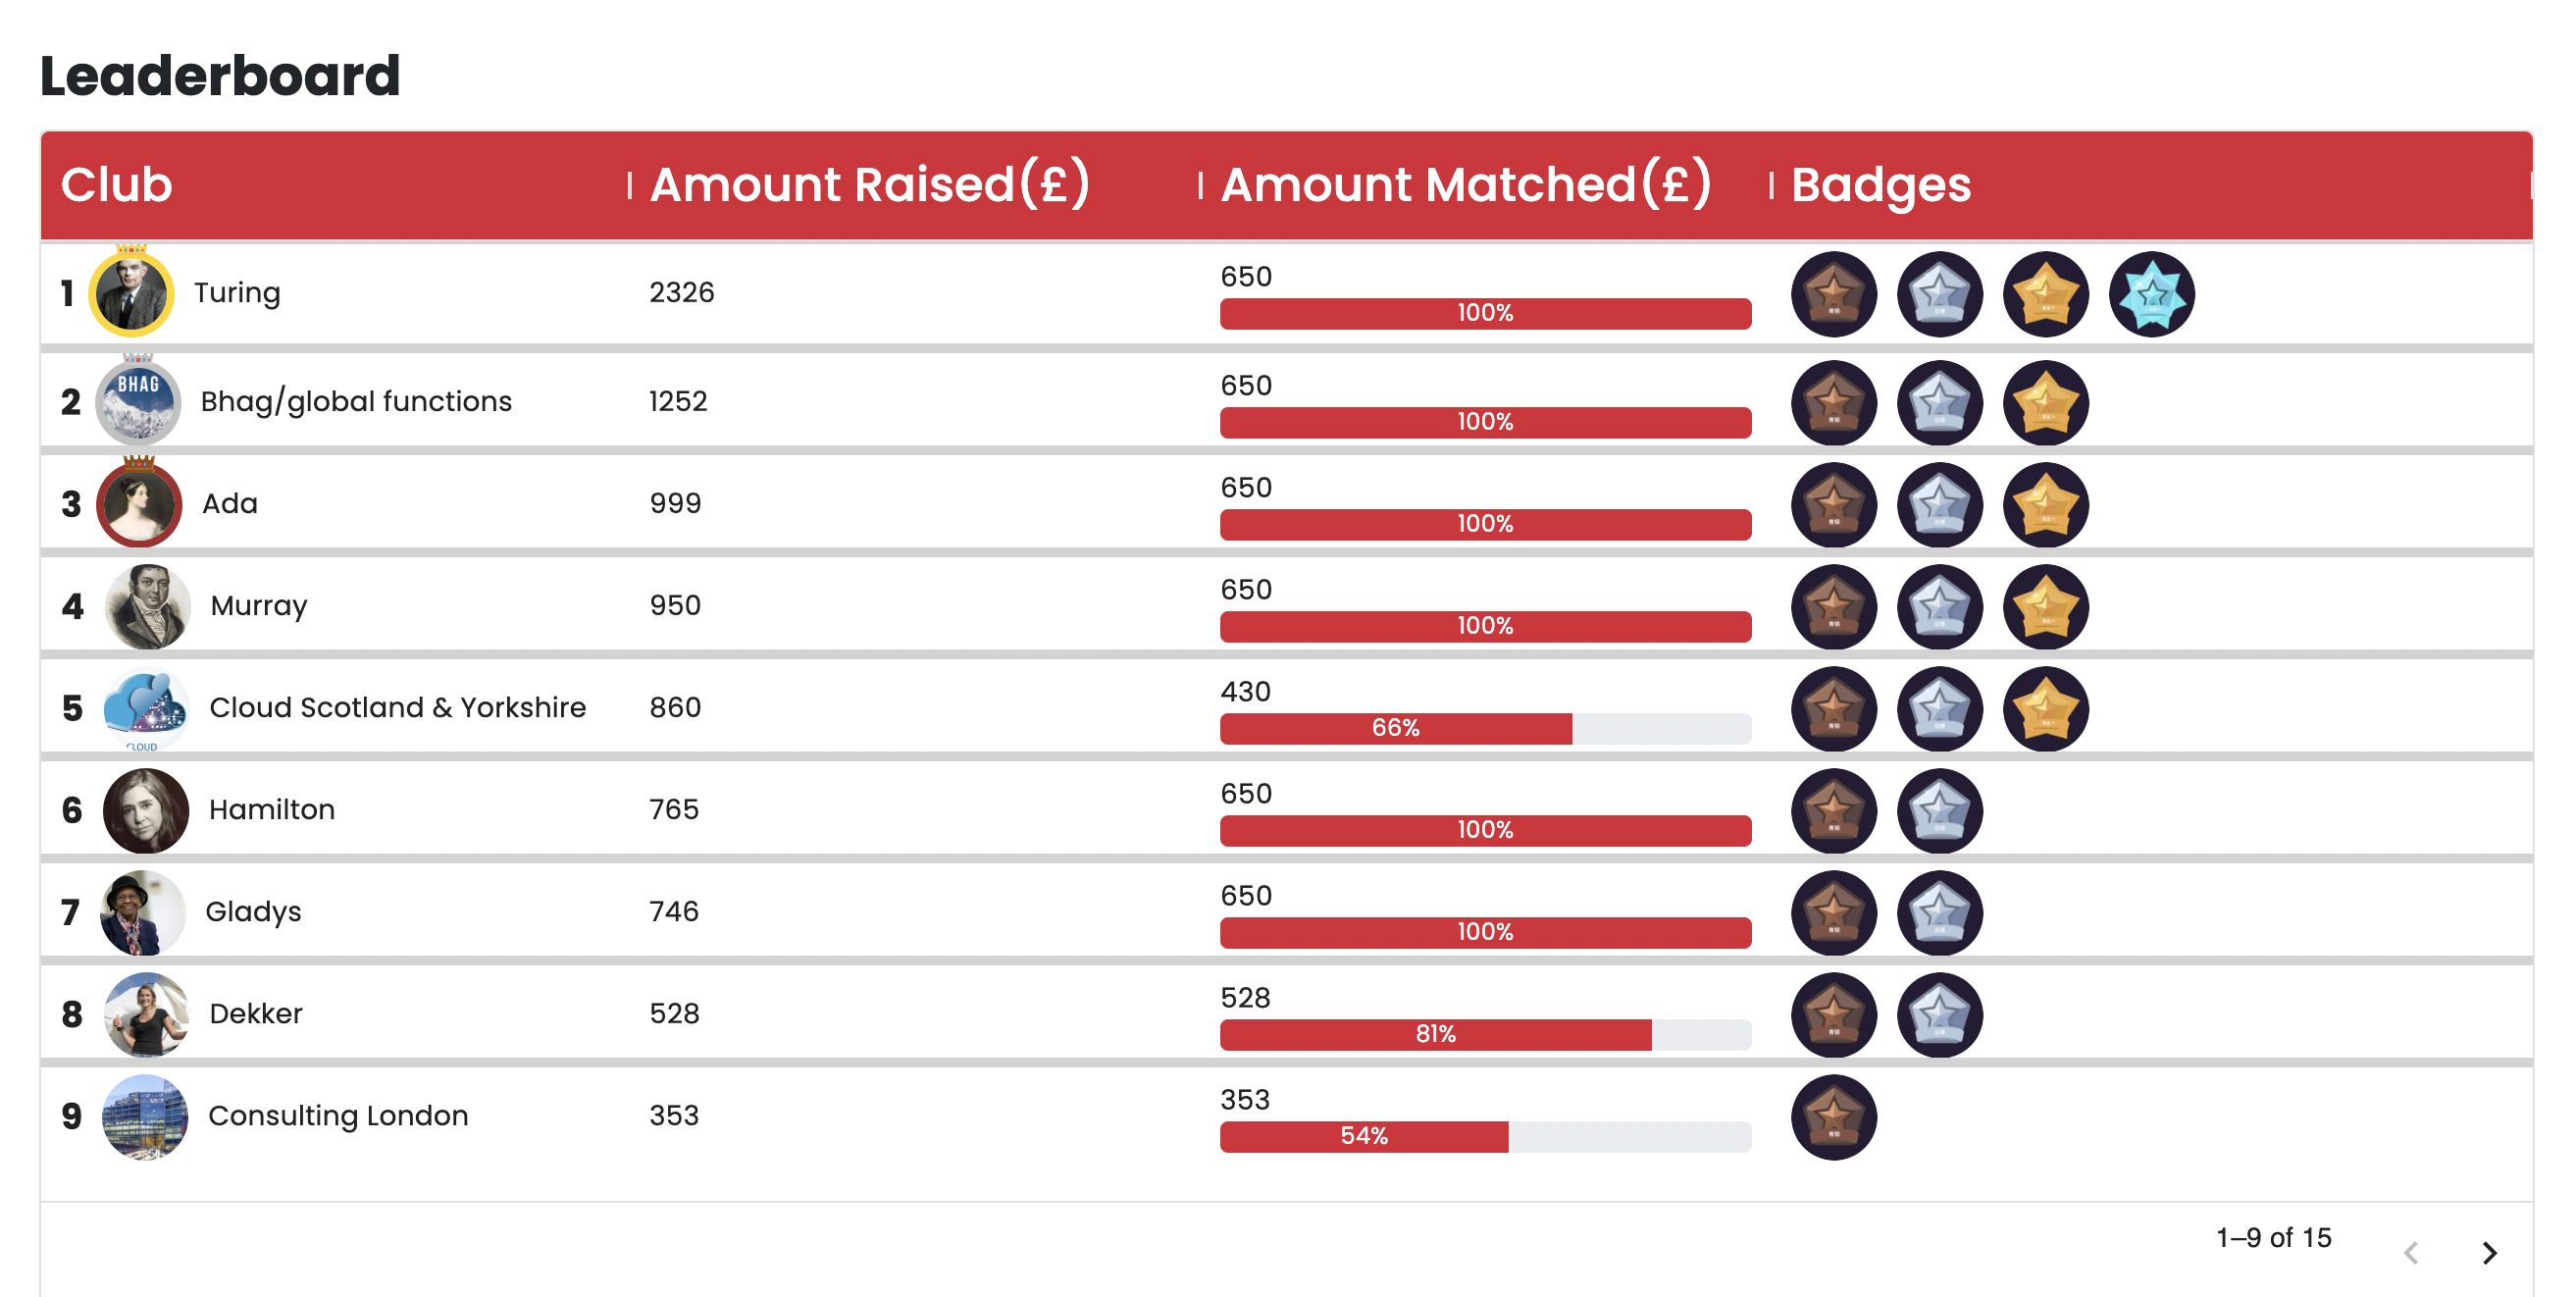 Leaderboard
Club Amount Raised(£) Amount Matched(£) Badges
1 Turing 2326 650 100%
2 BHAG Bhag/global functions 1252 650 100%
3 Ada 999 650 100%
4 Murray 950 650 100%
5 CLOUD Cloud Scotland & Yorkshire 860 430 66%
6 Hamilton 765 650 100%
7 Gladys 746 650 100%
8 Dekker 528 528 81%
9 Consulting London 353 353 54%
1–9 of 15